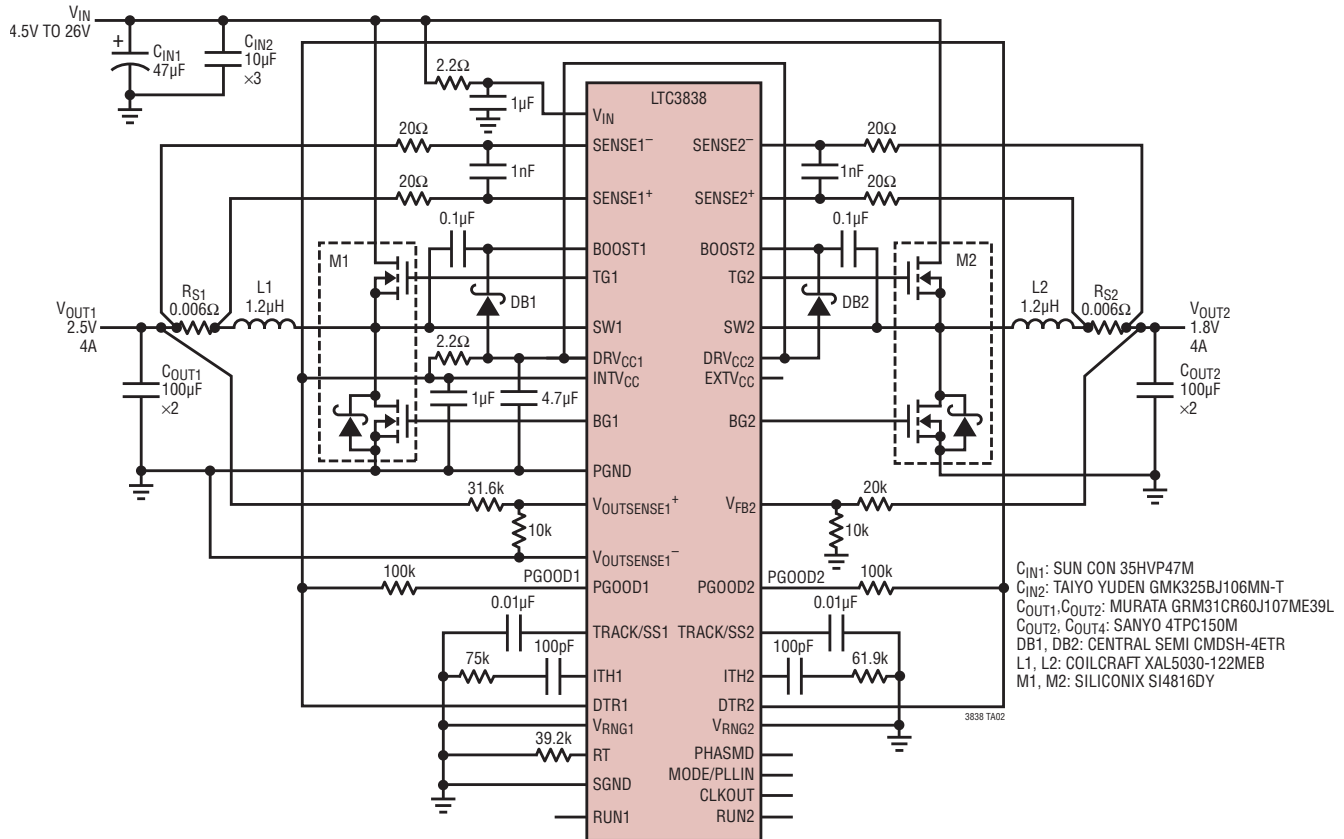 VIN
4.5V TO 26V
+
CIN1
47µF
CIN2
10µF
×3
2.2Ω
1µF
LTC3838
VIN
20Ω
SENSE1–
SENSE2–
20Ω
1nF
1nF
20Ω
SENSE1+
SENSE2+
20Ω
0.1µF
0.1µF
BOOST1
BOOST2
M1
M2
TG1
TG2
DB1
DB2
VOUT1
2.5V
4A
RS1
0.006Ω
L1
1.2µH
SW1
SW2
L2
1.2µH
RS2
0.006Ω
VOUT2
1.8V
4A
2.2Ω
DRVCC1
DRVCC2
INTVCC
EXTVCC
COUT1
100µF
×2
1µF
4.7µF
COUT2
100µF
×2
BG1
BG2
PGND
31.6k
VOUTSENSE1+
VFB2
20k
10k
10k
VOUTSENSE1–
100k
PGOOD1
PGOOD1
PGOOD2
PGOOD2
100k
0.01µF
0.01µF
TRACK/SS1
TRACK/SS2
100pF
100pF
75k
61.9k
ITH1
ITH2
DTR1
DTR2
3838 TA02
VRNG1
VRNG2
39.2k
RT
PHASMD
MODE/PLLIN
SGND
CLKOUT
RUN1
RUN2
CIN1: SUN CON 35HVP47M
CIN2: TAIYO YUDEN GMK325BJ106MN-T
COUT1, COUT2: MURATA GRM31CR60J107ME39L
COUT2, COUT4: SANYO 4TPC150M
DB1, DB2: CENTRAL SEMI CMDSH-4ETR
L1, L2: COILCRAFT XAL5030-122MEB
M1, M2: SILICONIX SI4816DY